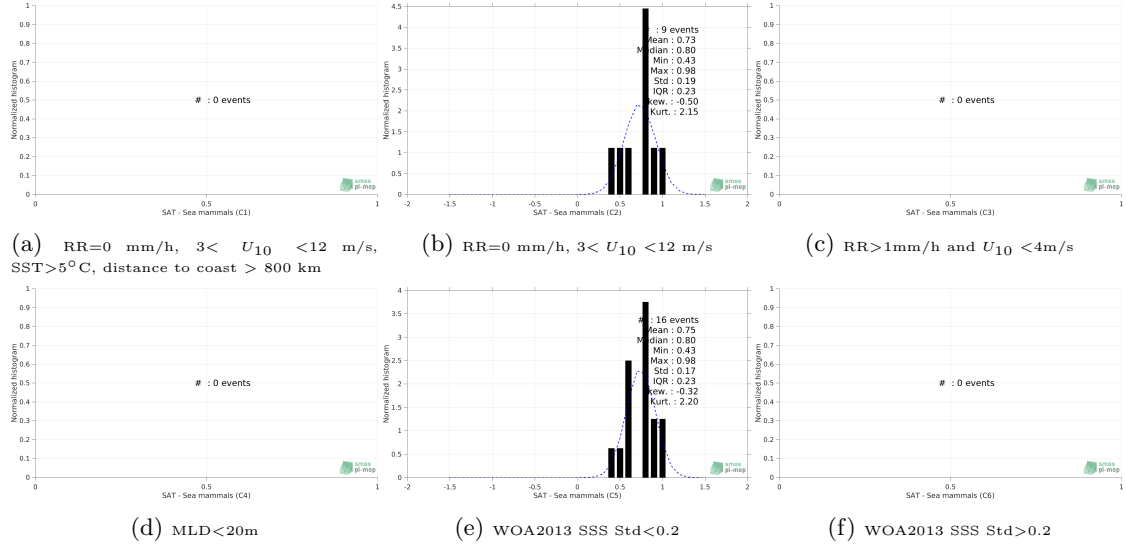 1
0.9
0.8
0.7
0.6
0.5
0.4
0.3
0.2
0.1
0
Normalized histogram
# : 0 events
0 0.5 1
SAT - Sea mammals (C1)
smos
pi-mep
(a) RR=0 mm/h, 3< U10 <12 m/s,
SST>5°C, distance to coast > 800 km
4.5
4
3.5
3
2.5
2
1.5
1
0.5
0
Normalized histogram
: 9 events
Mean : 0.73
Median : 0.80
Min : 0.43
Max : 0.98
Std : 0.19
IQR : 0.23
kew. : -0.50
Kurt. : 2.15
-2 -1.5 -1 -0.5 0 0.5 1 1.5 2
SAT - Sea mammals (C2)
smos
pi-mep
(b) RR=0 mm/h, 3< U10 <12 m/s
1
0.9
0.8
0.7
0.6
0.5
0.4
0.3
0.2
0.1
0
Normalized histogram
# : 0 events
0 0.5 1
SAT - Sea mammals (C3)
smos
pi-mep
(c) RR>1mm/h and U10 <4m/s
1
0.9
0.8
0.7
0.6
0.5
0.4
0.3
0.2
0.1
0
Normalized histogram
# : 0 events
0 0.5 1
SAT - Sea mammals (C4)
smos
pi-mep
(d) MLD<20m
4
3.5
3
2.5
2
1.5
1
0.5
0
Normalized histogram
# : 16 events
Mean : 0.75
Median : 0.80
Min : 0.43
Max : 0.98
Std : 0.17
IQR : 0.23
kew. : -0.32
Kurt. : 2.20
-2 -1.5 -1 -0.5 0 0.5 1 1.5 2
SAT - Sea mammals (C5)
smos
pi-mep
(e) WOA2013 SSS Std<0.2
1
0.9
0.8
0.7
0.6
0.5
0.4
0.3
0.2
0.1
0
Normalized histogram
# : 0 events
0 0.5 1
SAT - Sea mammals (C6)
smos
pi-mep
(f) WOA2013 SSS Std>0.2